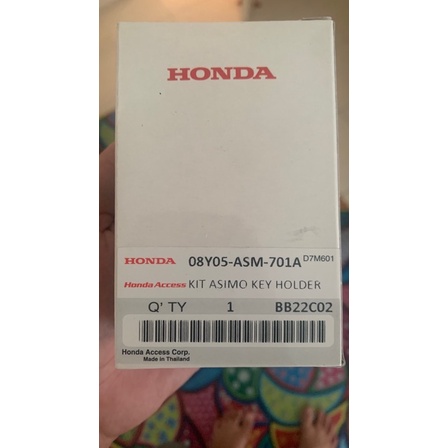 HONDA
HONDA 08Y05-ASM-701A D7M601
Honda Access KIT ASIMO KEY HOLDER
Q' TY 1 BB22C02
Honda Access Corp.
Made in Thailand